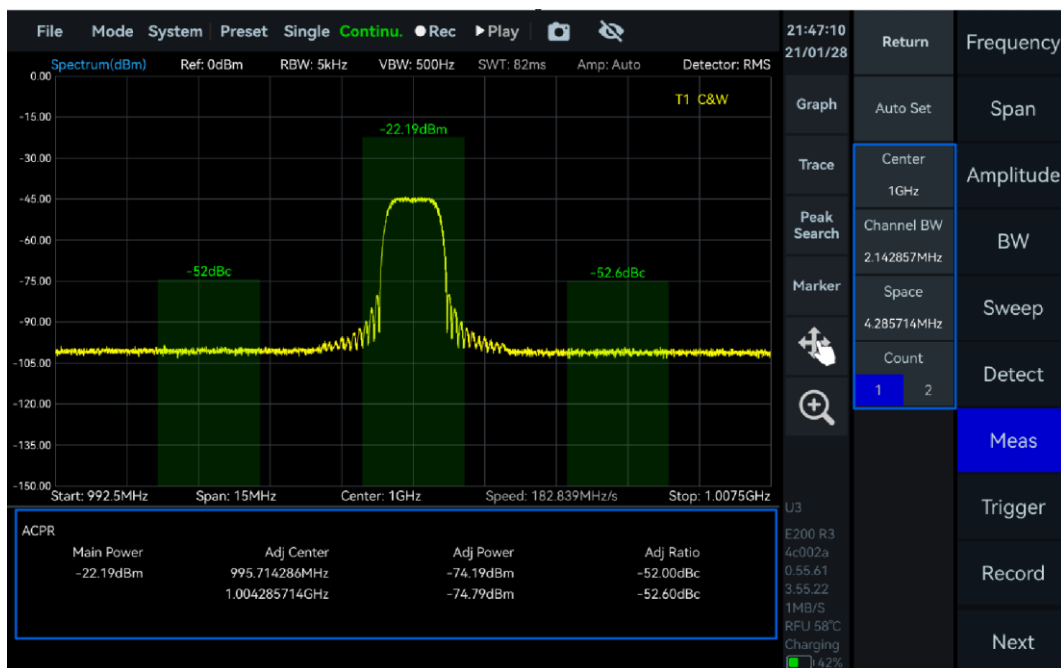 File Mode System Preset Single Continu. Rec Play
21:47:10
21/01/28
Spectrum(dBm) Ref: 0dBm RBW: 5kHz VBW: 500Hz SWT: 82ms Amp: Auto Detector: RMS
T1 C&W
0.00
-15.00
-30.00
-45.00
-60.00
-75.00
-90.00
-105.00
-120.00
-135.00
-150.00
-22.19dBm
-52dBc
-52.6dBc
Start: 992.5MHz Span: 15MHz Center: 1GHz Speed: 182.839MHz/s Stop: 1.0075GHz
ACPR
Main Power Adj Center Adj Power Adj Ratio
-22.19dBm 995.714286MHz -74.19dBm -52.00dBc
1.004285714GHz -74.79dBm -52.60dBc
Graph
Trace
Peak
Search
Marker
U3
E200 R3
4c002a
0.55.61
3.55.22
1MB/S
RFU 58℃
Charging
42%
Return
Auto Set
Center
1GHz
Channel BW
2.142857MHz
Space
4.285714MHz
Count
1 2
Frequency
Span
Amplitude
BW
Sweep
Detect
Meas
Trigger
Record
Next